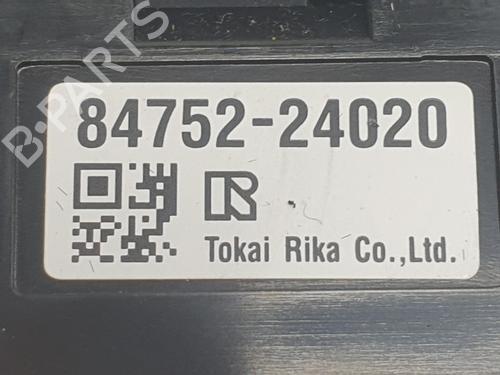 84752-24020
R
Tokai Rika Co.,Ltd.
B-PARTS